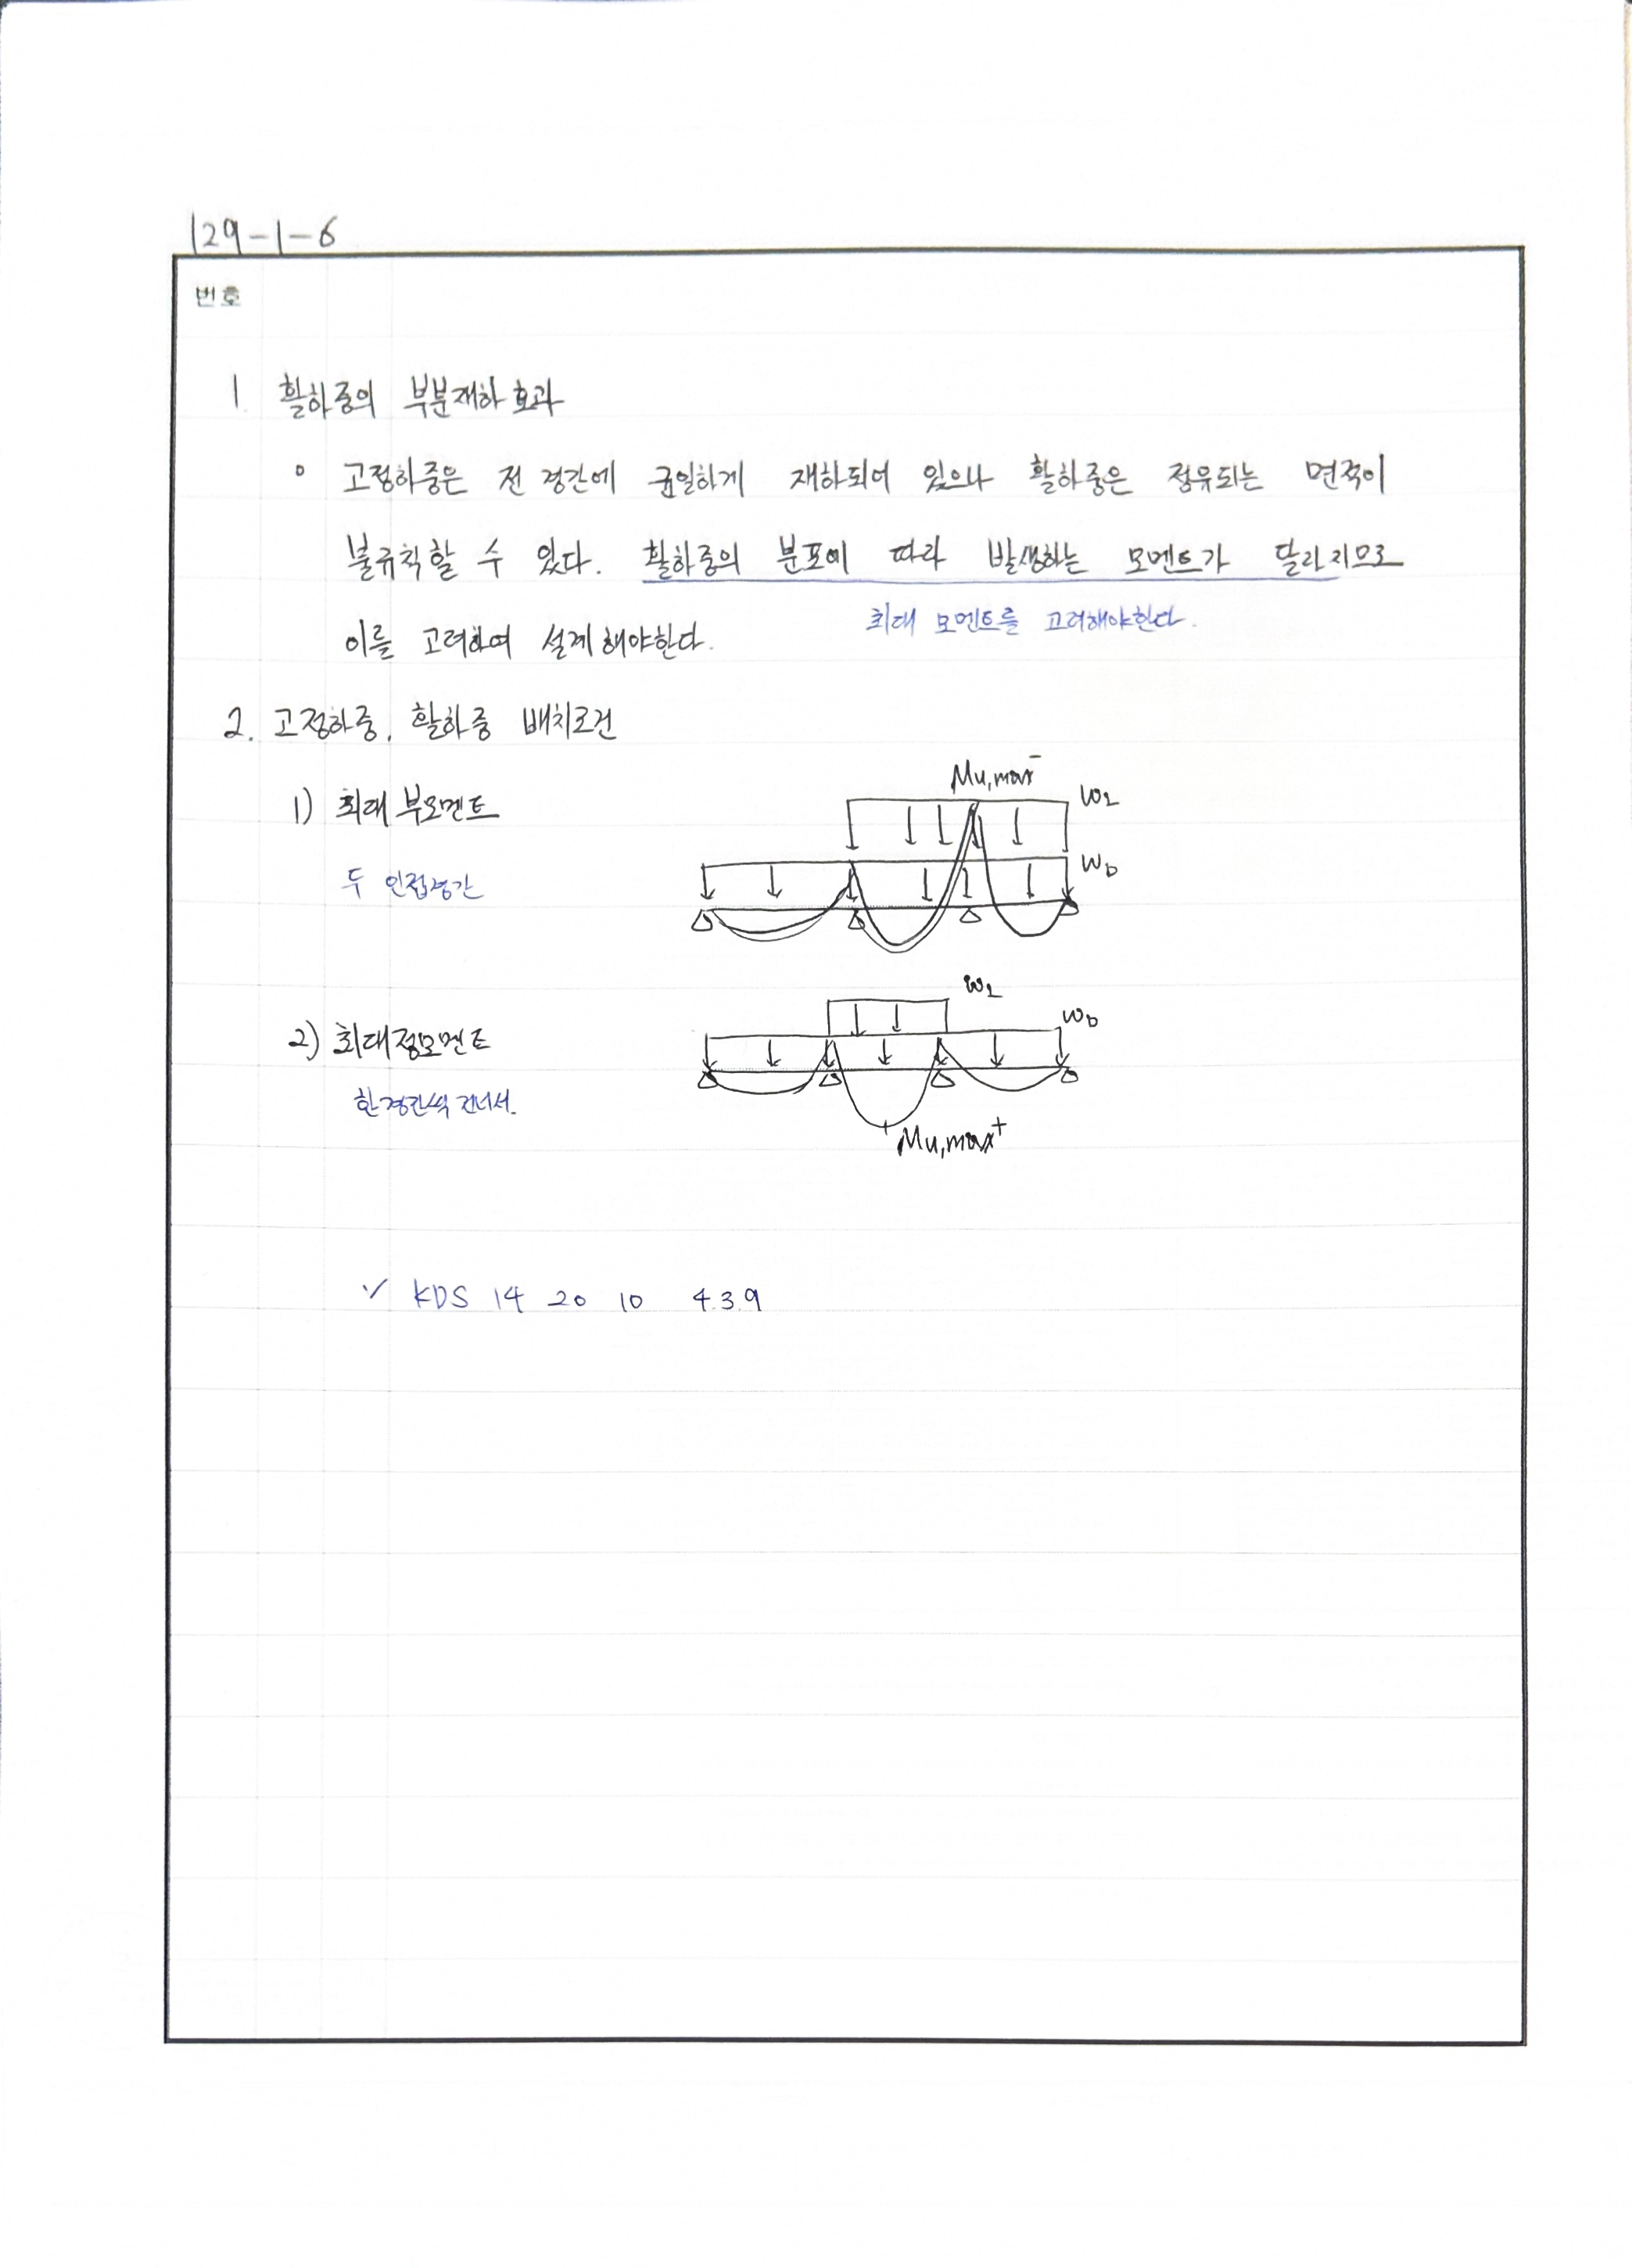 129-1-6
번호
1 활하중의 부분재하효과
o 고정하중은 전 경간에 균일하게 재하되어 있으나 활하중은 점유되는 면적이
불규칙할 수 있다. 활하중의 분포에 따라 발생하는 모멘트가 달라지므로
최대 모멘트를 고려해야한다.
이를 고려하여 설계해야한다.
2. 고정하중, 활하중 배치조건
Mu,max-
1) 최대 부모멘트
wL
wD
두 인접경간
wL
wD
2) 최대정모멘트
한경간씩 건너서.
Mu,max+
KDS 14 20 10 4.3.9